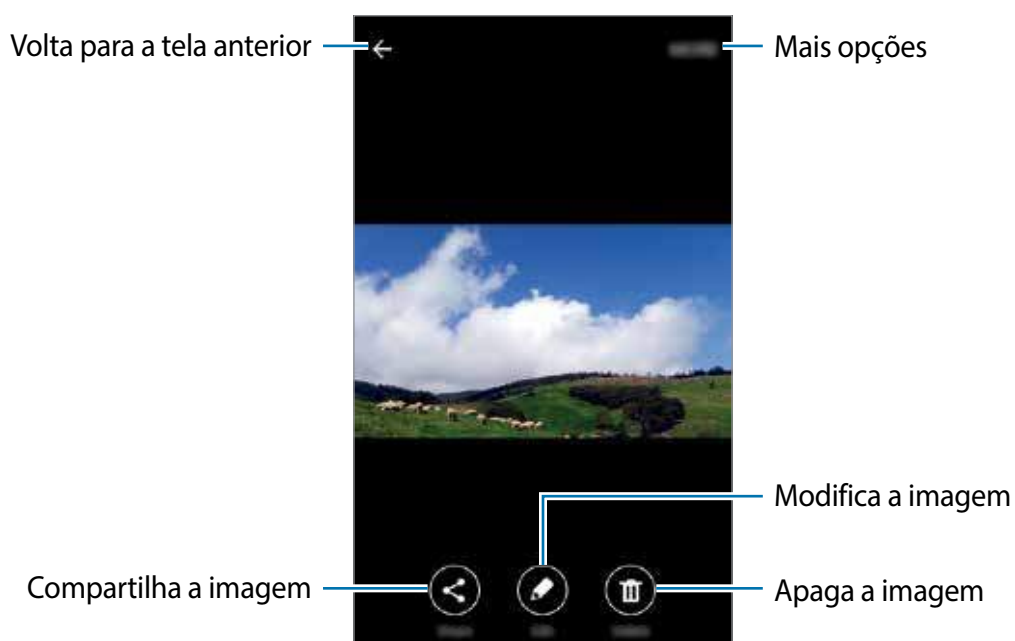 Volta para a tela anterior
Mais opções
Modifica a imagem
Compartilha a imagem
Apaga a imagem